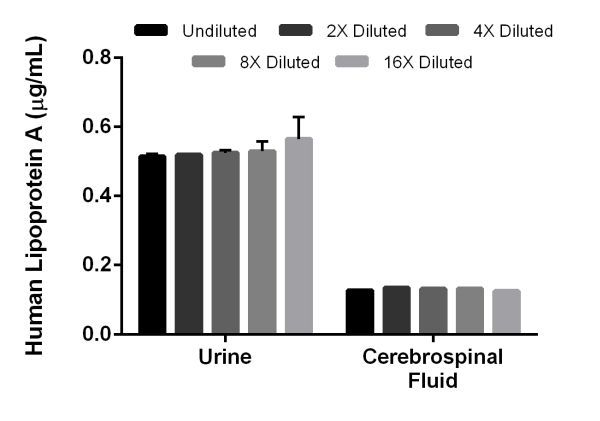 Undiluted 2X Diluted 4X Diluted
8X Diluted 16X Diluted
Human Lipoprotein A (µg/mL)
0.8
0.6
0.4
0.2
0.0
Urine Cerebrospinal
Fluid